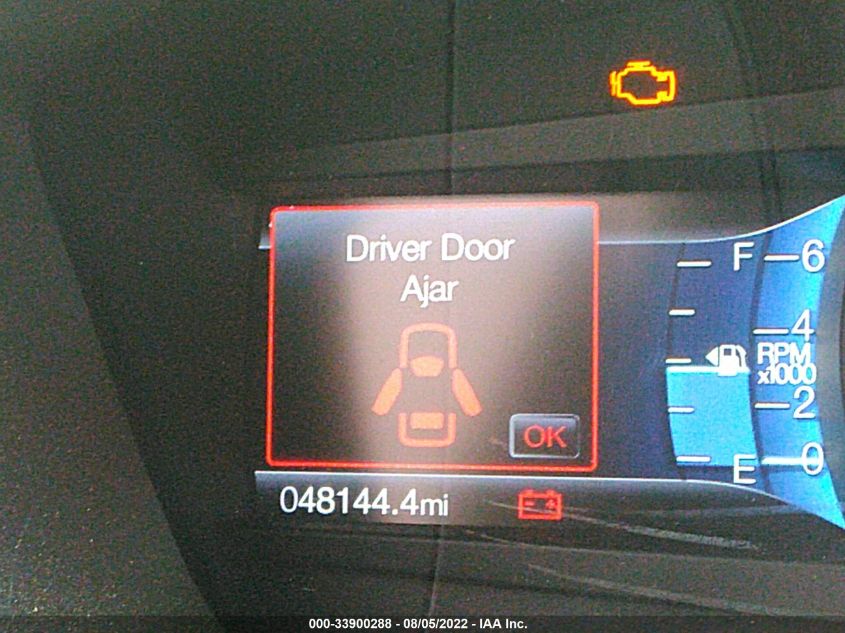 Driver Door
Ajar
OK
048144.4mi
F
E
6
4
RPM
x1000
2
0
000-33900288 - 08/05/2022 - IAA Inc.